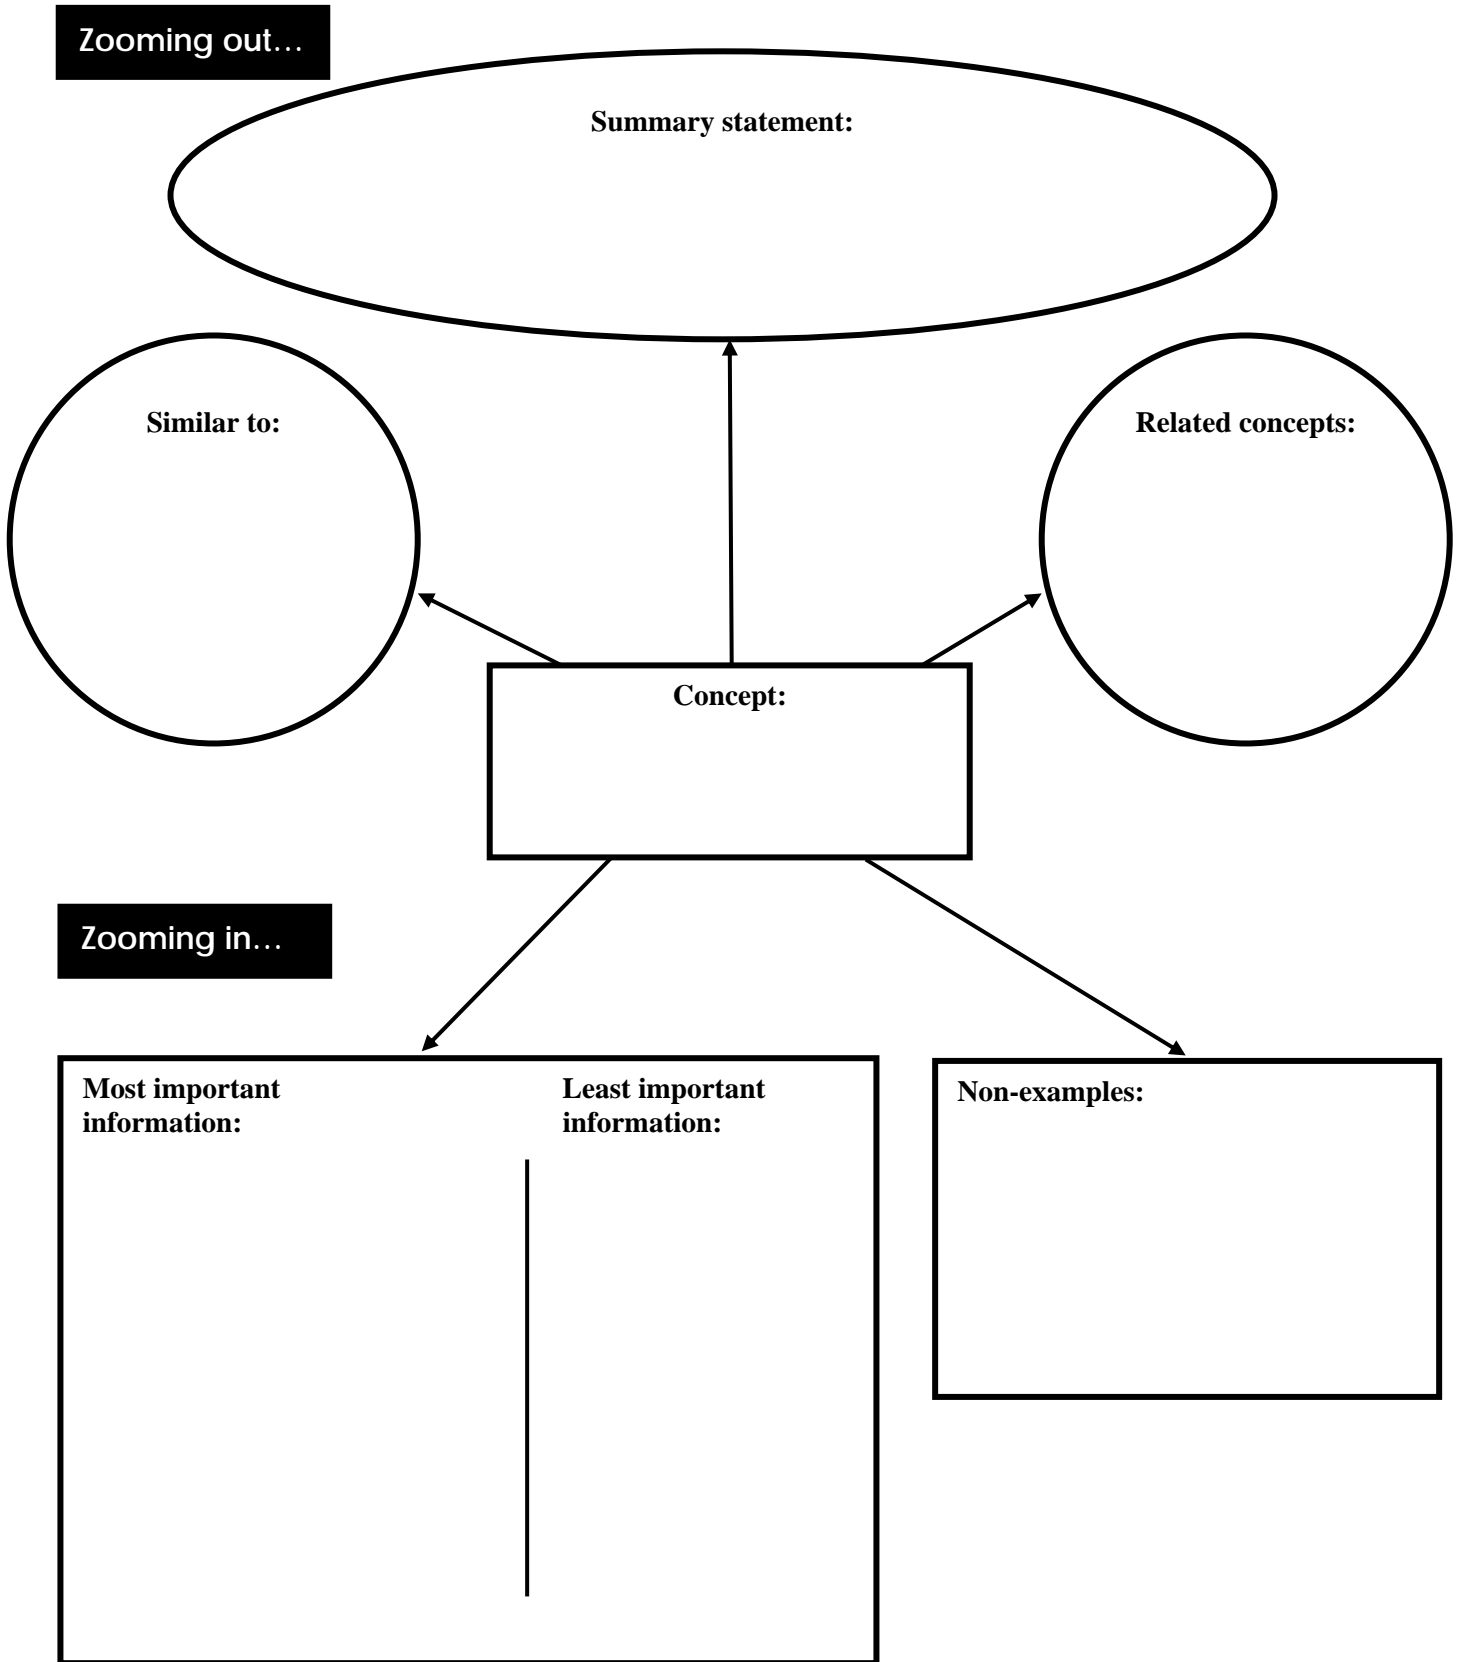 Zooming out…
Summary statement:
Similar to:
Related concepts:
Concept:
Zooming in…
Most important
information:
Least important
information:
Non-examples: